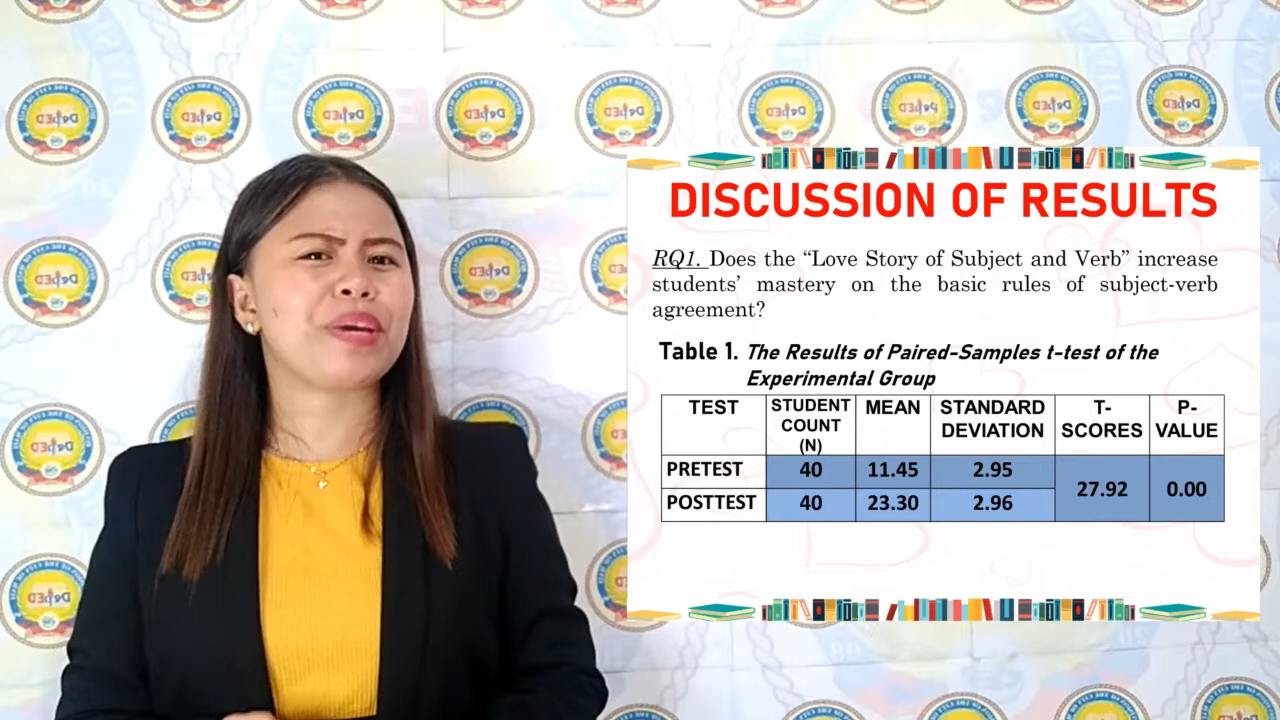 DISCUSSION OF RESULTS
RQ1. Does the “Love Story of Subject and Verb” increase
students’ mastery on the basic rules of subject-verb
agreement?
Table 1. The Results of Paired-Samples t-test of the
Experimental Group
TEST STUDENT COUNT (N) MEAN STANDARD DEVIATION T-SCORES P-VALUE
PRETEST 40 11.45 2.95 27.92 0.00
POSTTEST 40 23.30 2.96
DepED